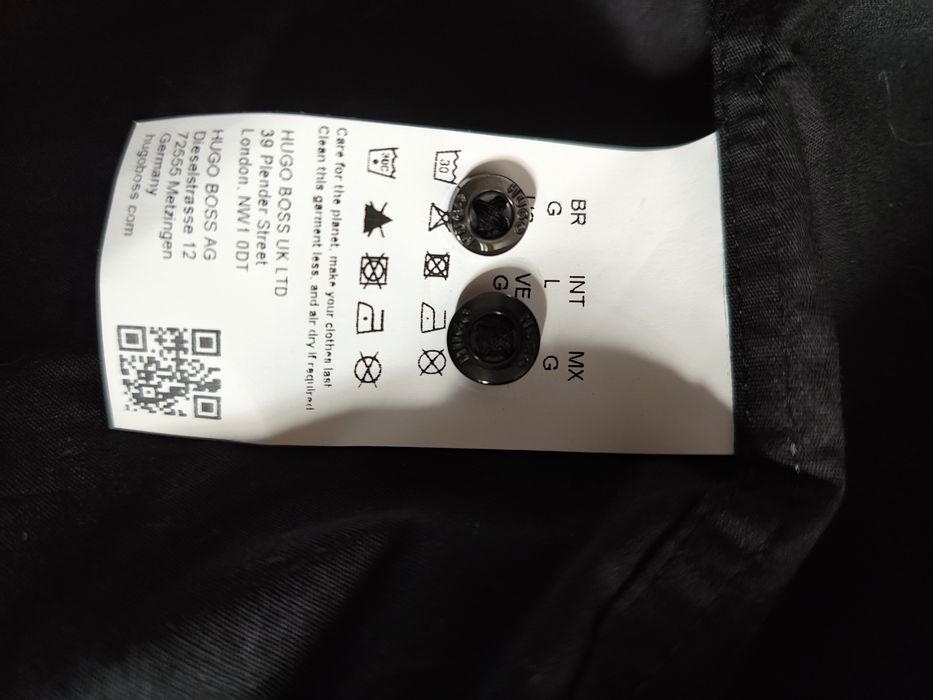 BR INT MX
G L G
VE
G
30
30C
Care for the planet, make your clothes last
Clean this garment less, and air dry if required
HUGO BOSS UK LTD
39 Plender Street
London, NW1 0DT
HUGO BOSS AG
Dieselstrasse 12
72555 Metzingen
Germany
hugoboss.com